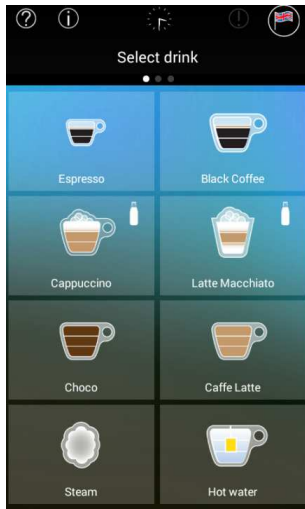 Select drink
Espresso
Black Coffee
Cappuccino
Latte Macchiato
Choco
Caffe Latte
Steam
Hot water